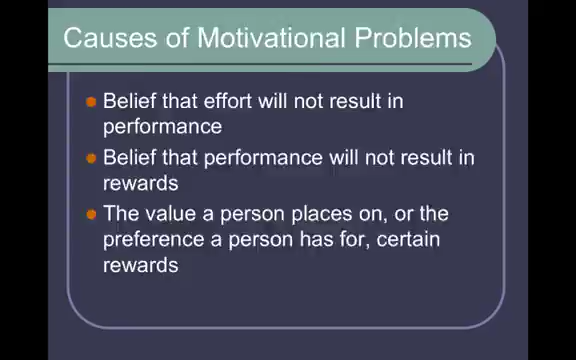 Causes of Motivational Problems
Belief that effort will not result in
performance
Belief that performance will not result in
rewards
The value a person places on, or the
preference a person has for, certain
rewards